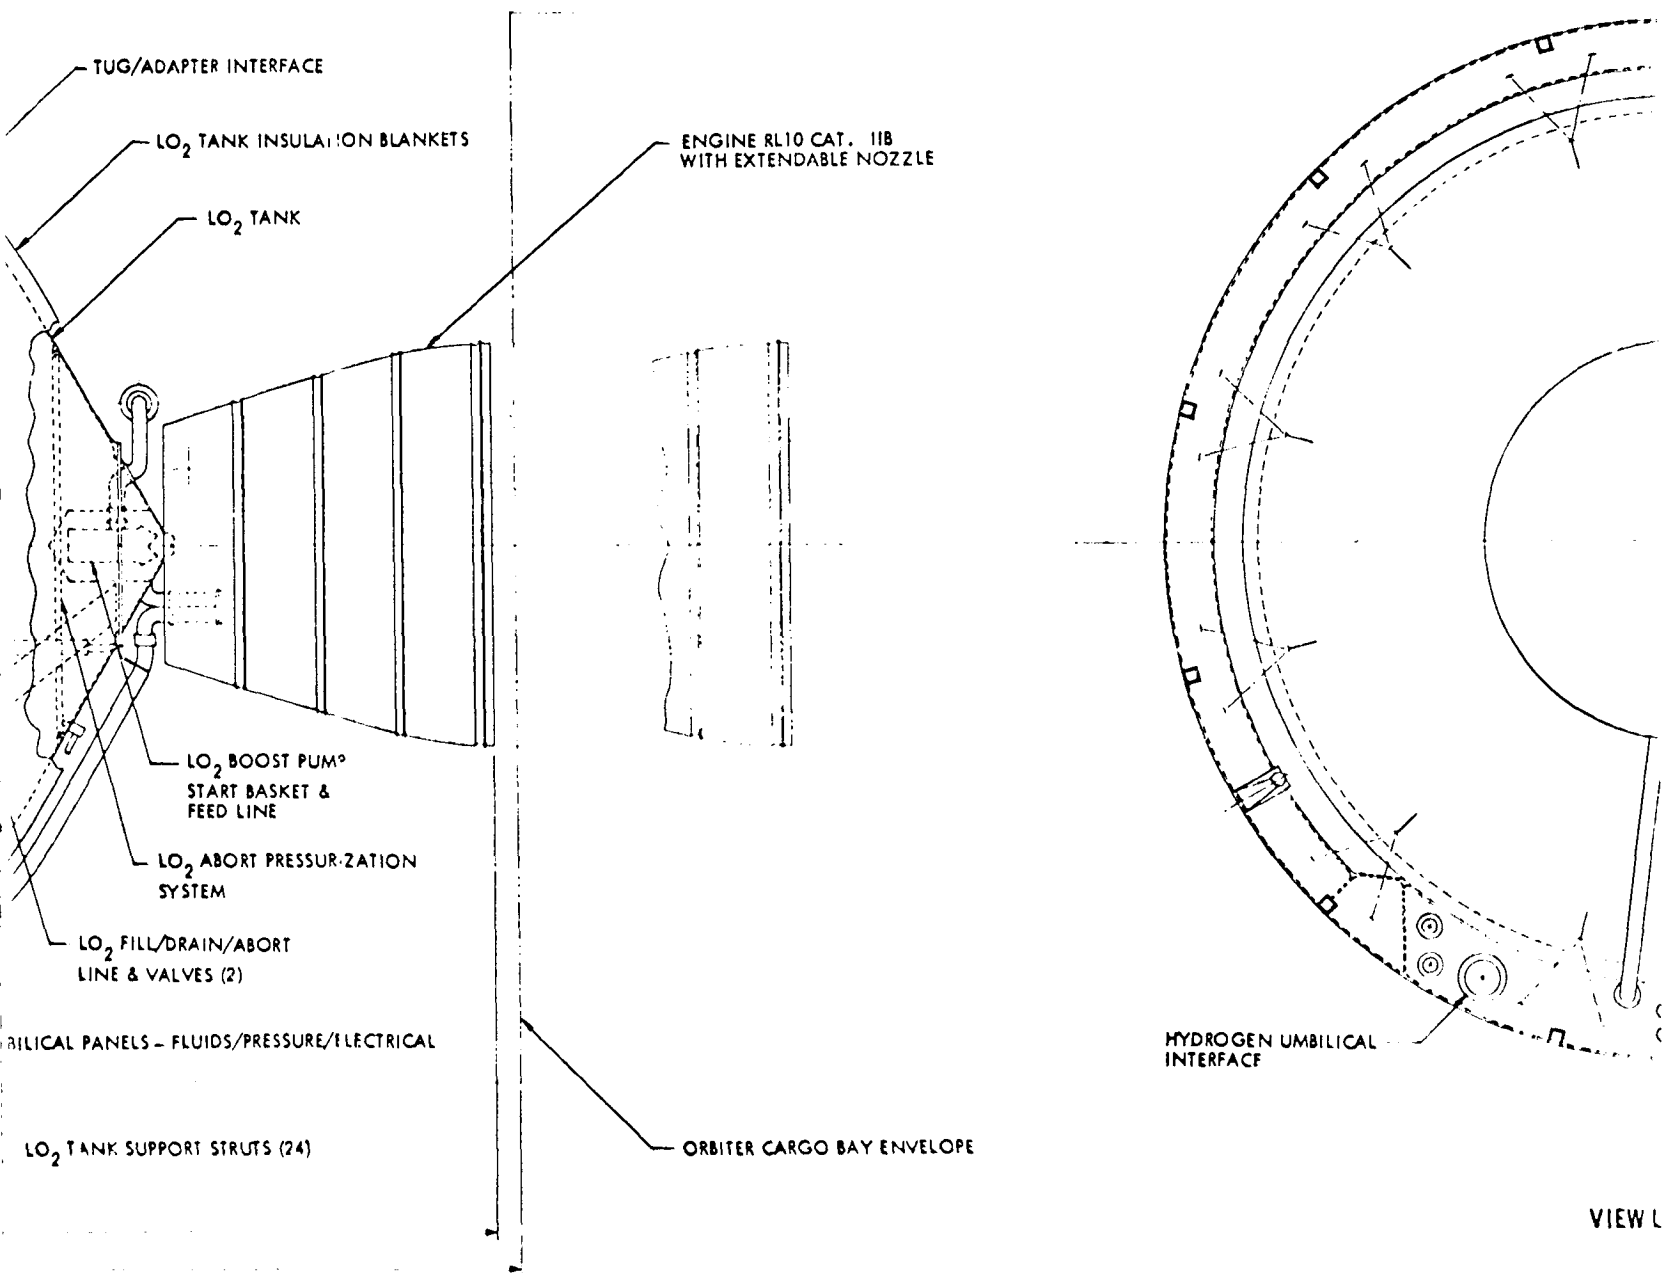 TUG/ADAPTER INTERFACE
LO2 TANK INSULATION BLANKETS
LO2 TANK
ENGINE RL10 CAT. IIB
WITH EXTENDABLE NOZZLE
LO2 BOOST PUMP
START BASKET &
FEED LINE
LO2 ABORT PRESSURIZATION
SYSTEM
LO2 FILL/DRAIN/ABORT
LINE & VALVES (2)
BILICAL PANELS – FLUIDS/PRESSURE/ELECTRICAL
LO2 TANK SUPPORT STRUTS (24)
ORBITER CARGO BAY ENVELOPE
HYDROGEN UMBILICAL
INTERFACE
VIEW L